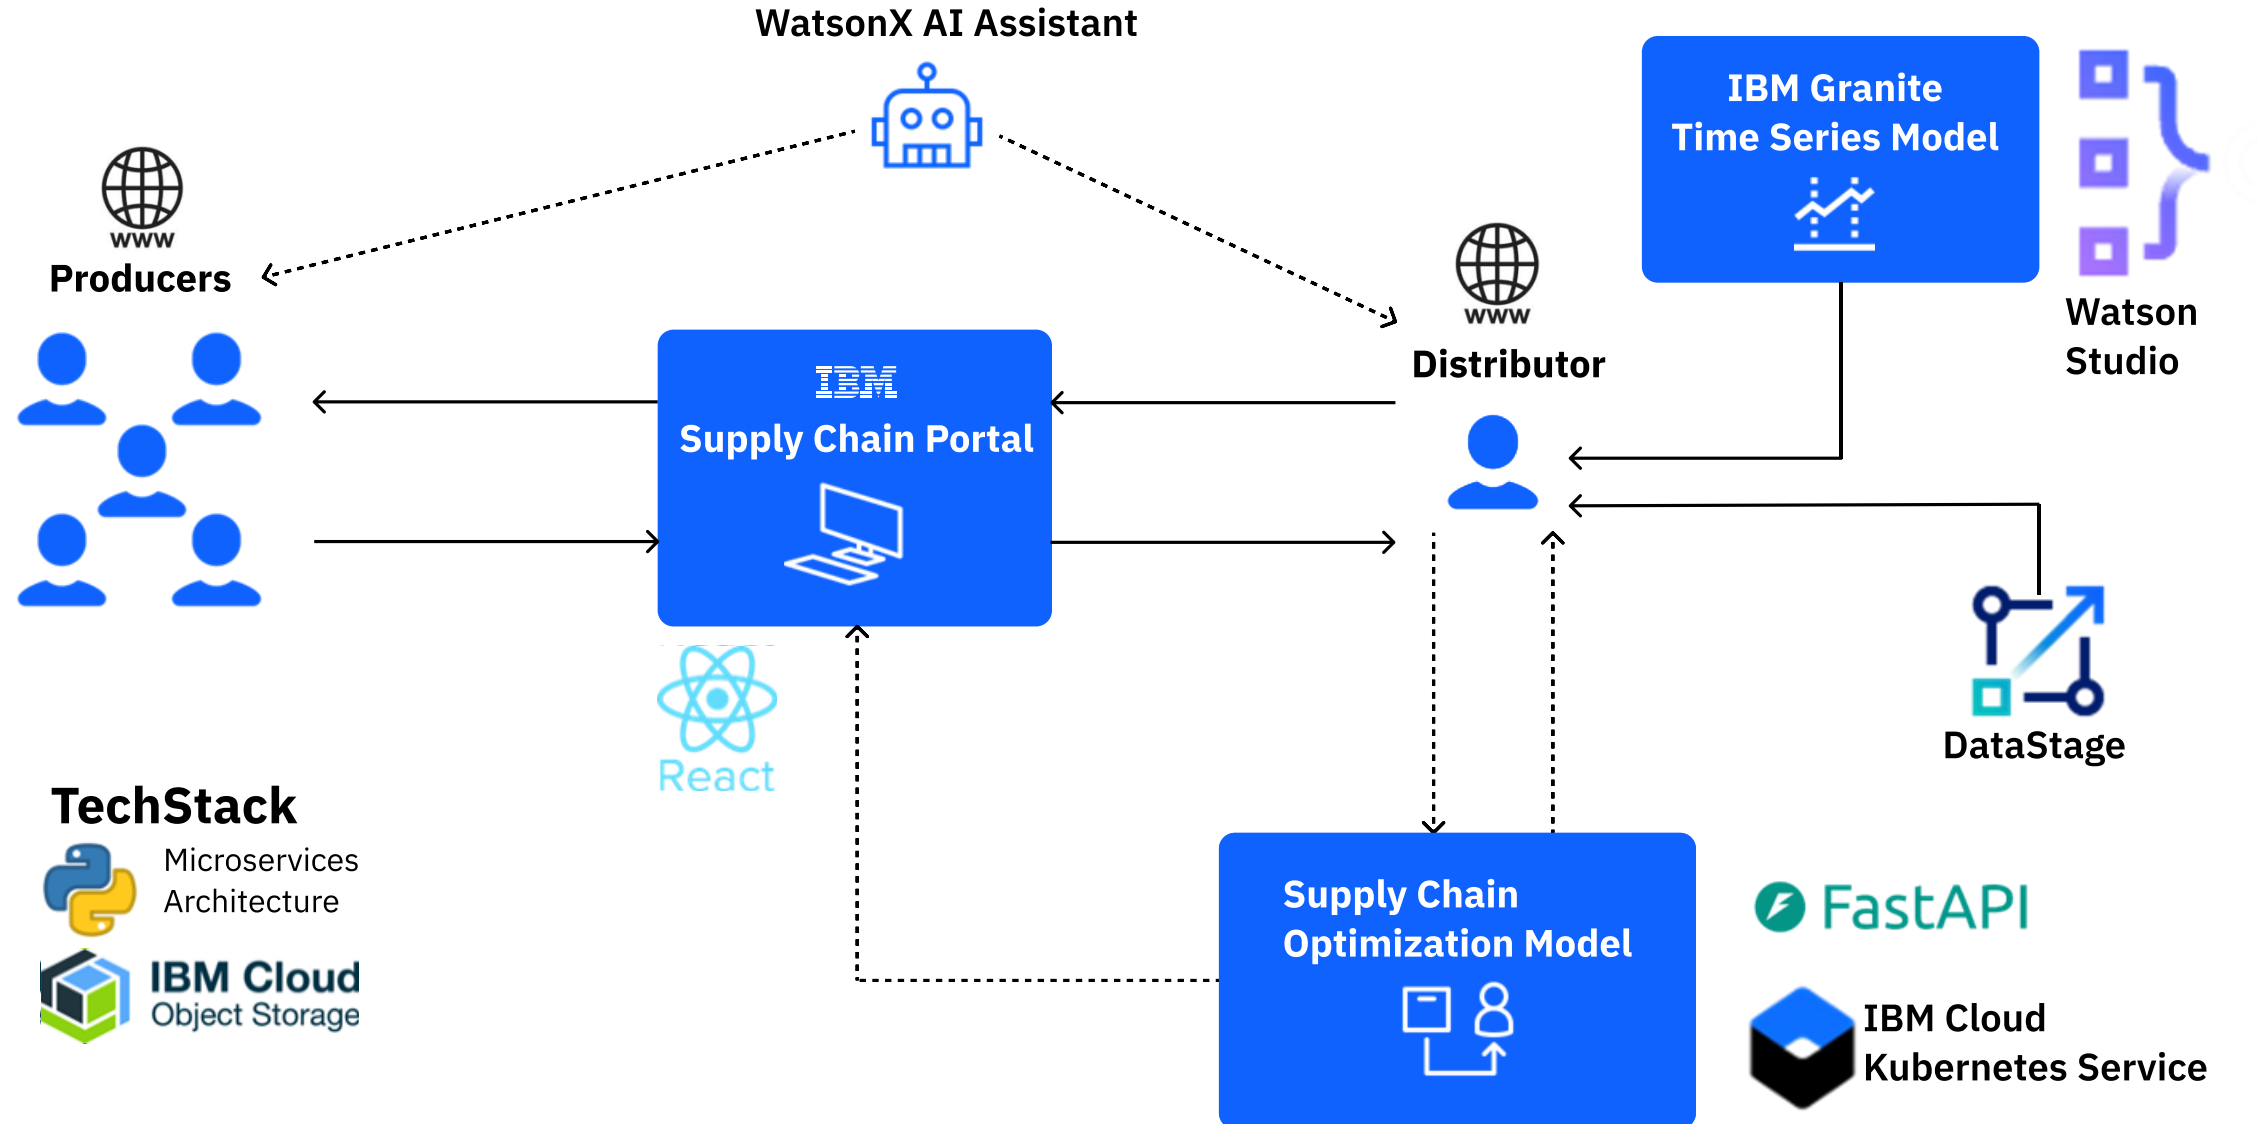 WatsonX AI Assistant
IBM Granite
Time Series Model
Watson
Studio
WWW
Producers
WWW
Distributor
IBM
Supply Chain Portal
React
DataStage
TechStack
Microservices
Architecture
IBM Cloud
Object Storage
Supply Chain
Optimization Model
FastAPI
IBM Cloud
Kubernetes Service